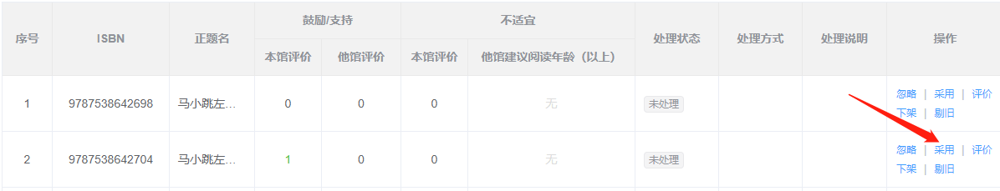 序号 ISBN 正题名 鼓励/支持 不适宜 处理状态 处理方式 处理说明 操作
本馆评价 他馆评价 本馆评价 他馆建议阅读年龄（以上）
1 9787538642698 马小跳左... 0 0 0 无 未处理 忽略 | 采用 | 评价
下架 | 剔旧
2 9787538642704 马小跳左... 1 0 0 无 未处理 忽略 | 采用 | 评价
下架 | 剔旧